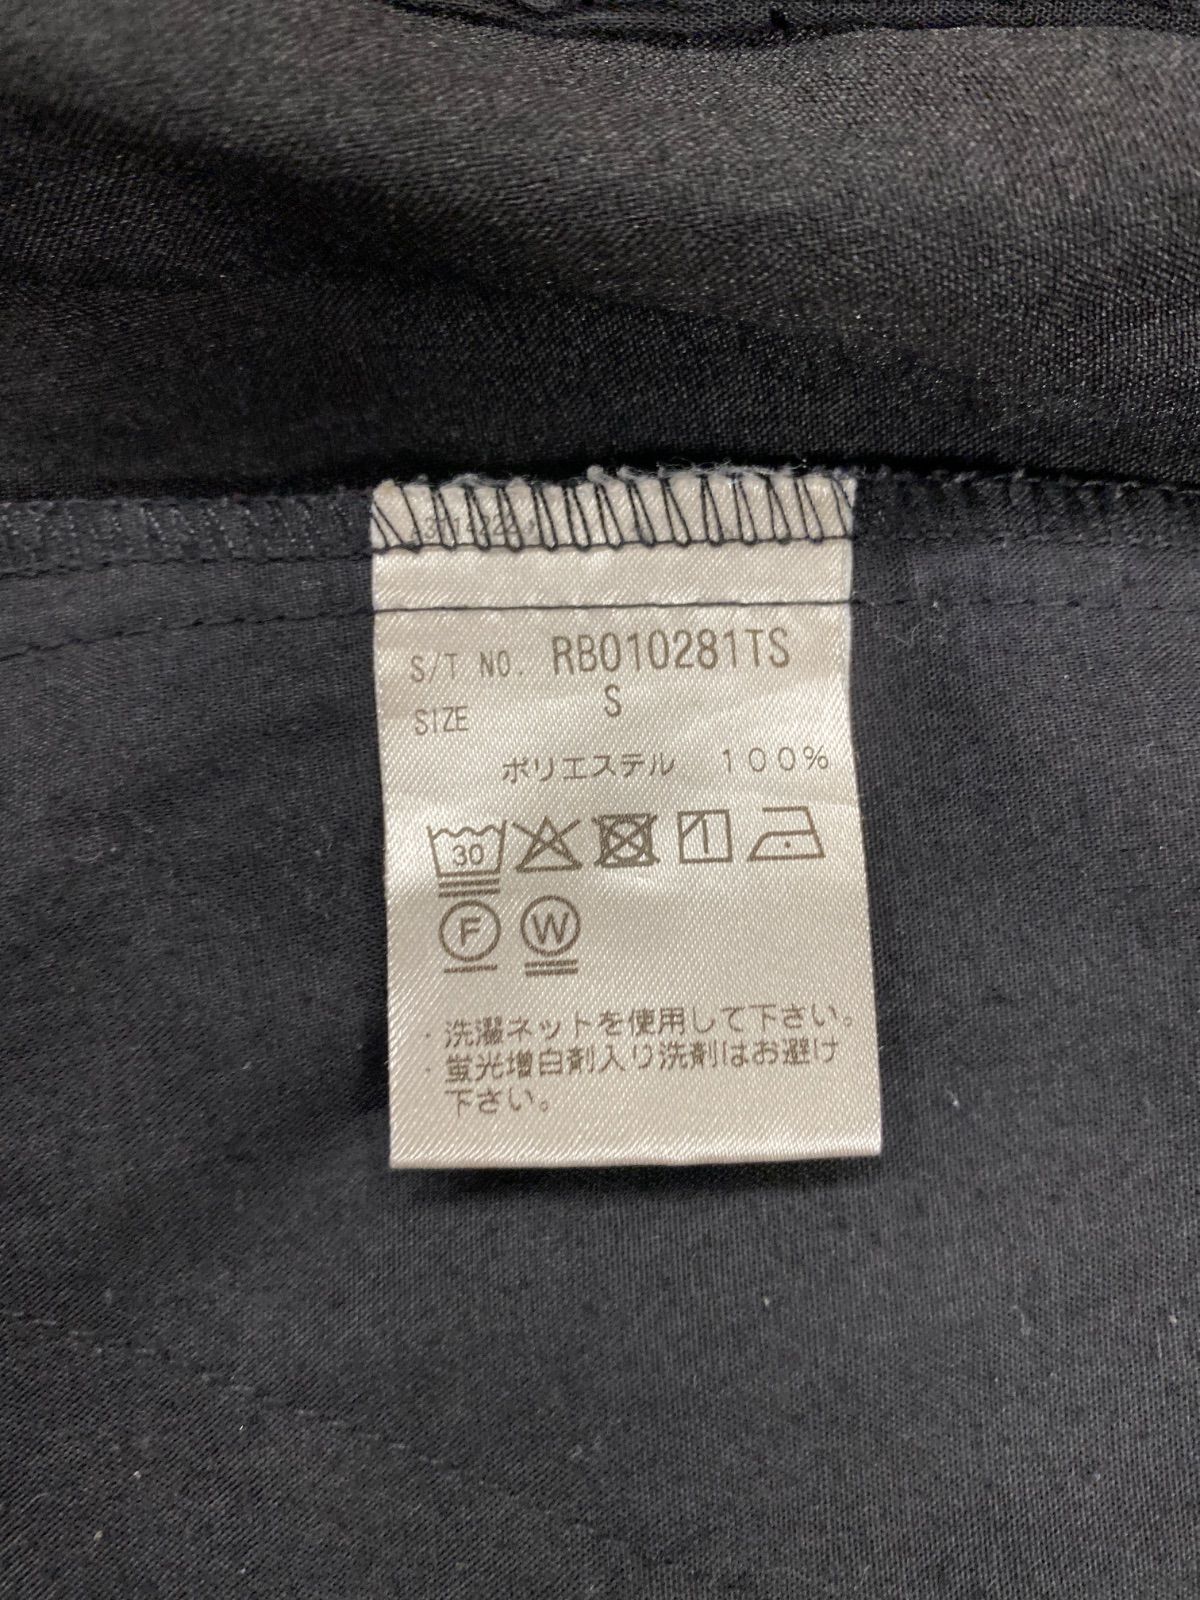 S/T NO. RB010281TS
SIZE S
ポリエステル 100%
30
F W
・洗濯ネットを使用して下さい。
・蛍光増白剤入り洗剤はお避け
下さい。